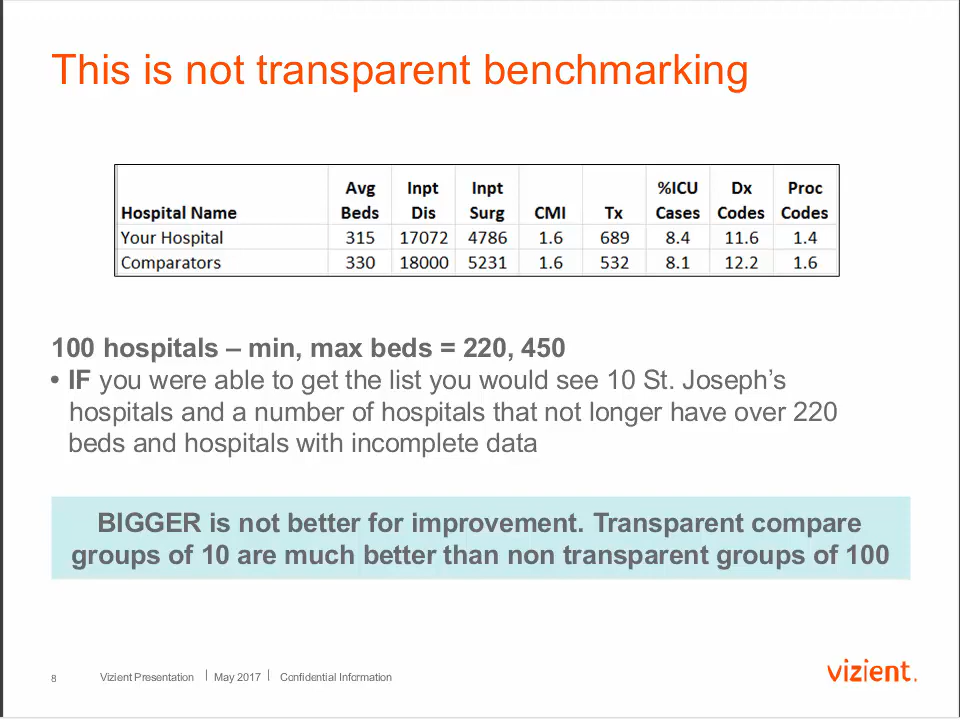 This is not transparent benchmarking
Hospital Name Avg Beds Inpt Dis Inpt Surg CMI Tx %ICU Cases Dx Codes Proc Codes
Your Hospital 315 17072 4786 1.6 689 8.4 11.6 1.4
Comparators 330 18000 5231 1.6 532 8.1 12.2 1.6
100 hospitals – min, max beds = 220, 450
• IF you were able to get the list you would see 10 St. Joseph’s
hospitals and a number of hospitals that not longer have over 220
beds and hospitals with incomplete data
BIGGER is not better for improvement. Transparent compare
groups of 10 are much better than non transparent groups of 100
8 Vizient Presentation | May 2017 | Confidential Information
vizient.